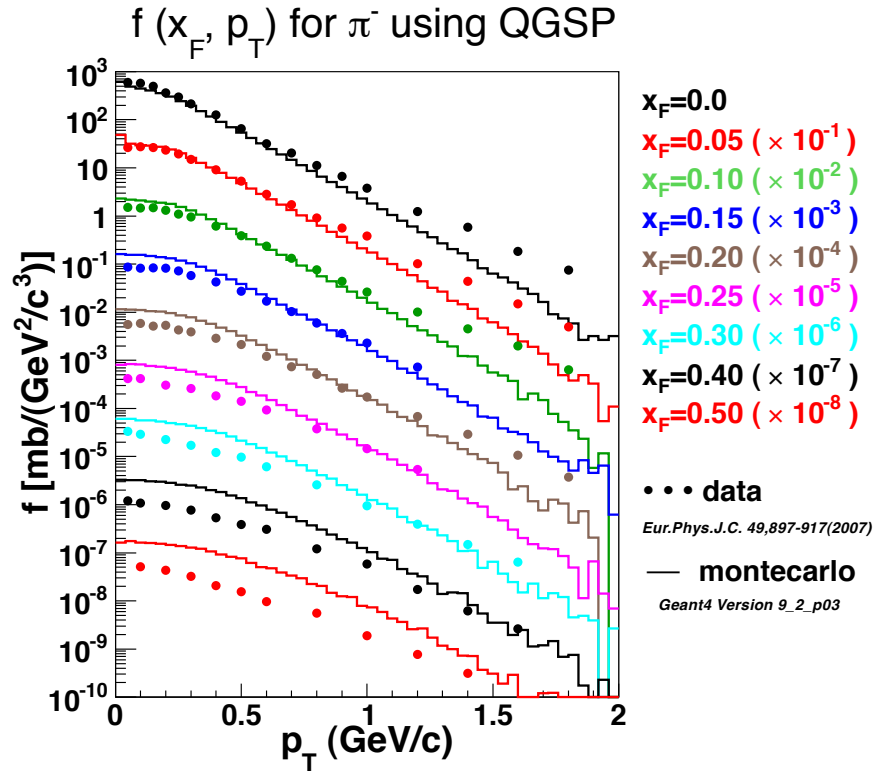 f (x_F, p_T) for π⁻ using QGSP
f [mb/(GeV²/c³)]
10³
10²
10
1
10⁻¹
10⁻²
10⁻³
10⁻⁴
10⁻⁵
10⁻⁶
10⁻⁷
10⁻⁸
10⁻⁹
10⁻¹⁰
0 0.5 1 1.5 2
p_T (GeV/c)
x_F=0.0
x_F=0.05 ( × 10⁻¹)
x_F=0.10 ( × 10⁻²)
x_F=0.15 ( × 10⁻³)
x_F=0.20 ( × 10⁻⁴)
x_F=0.25 ( × 10⁻⁵)
x_F=0.30 ( × 10⁻⁶)
x_F=0.40 ( × 10⁻⁷)
x_F=0.50 ( × 10⁻⁸)
data
Eur.Phys.J.C. 49,897-917(2007)
montecarlo
Geant4 Version 9_2_p03